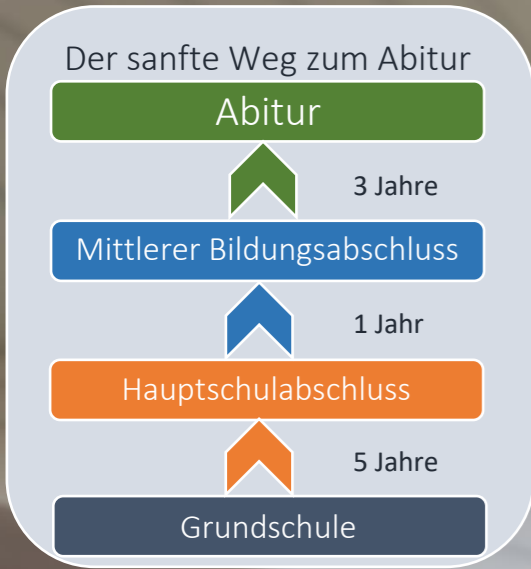 Der sanfte Weg zum Abitur
Abitur
3 Jahre
Mittlerer Bildungsabschluss
1 Jahr
Hauptschulabschluss
5 Jahre
Grundschule